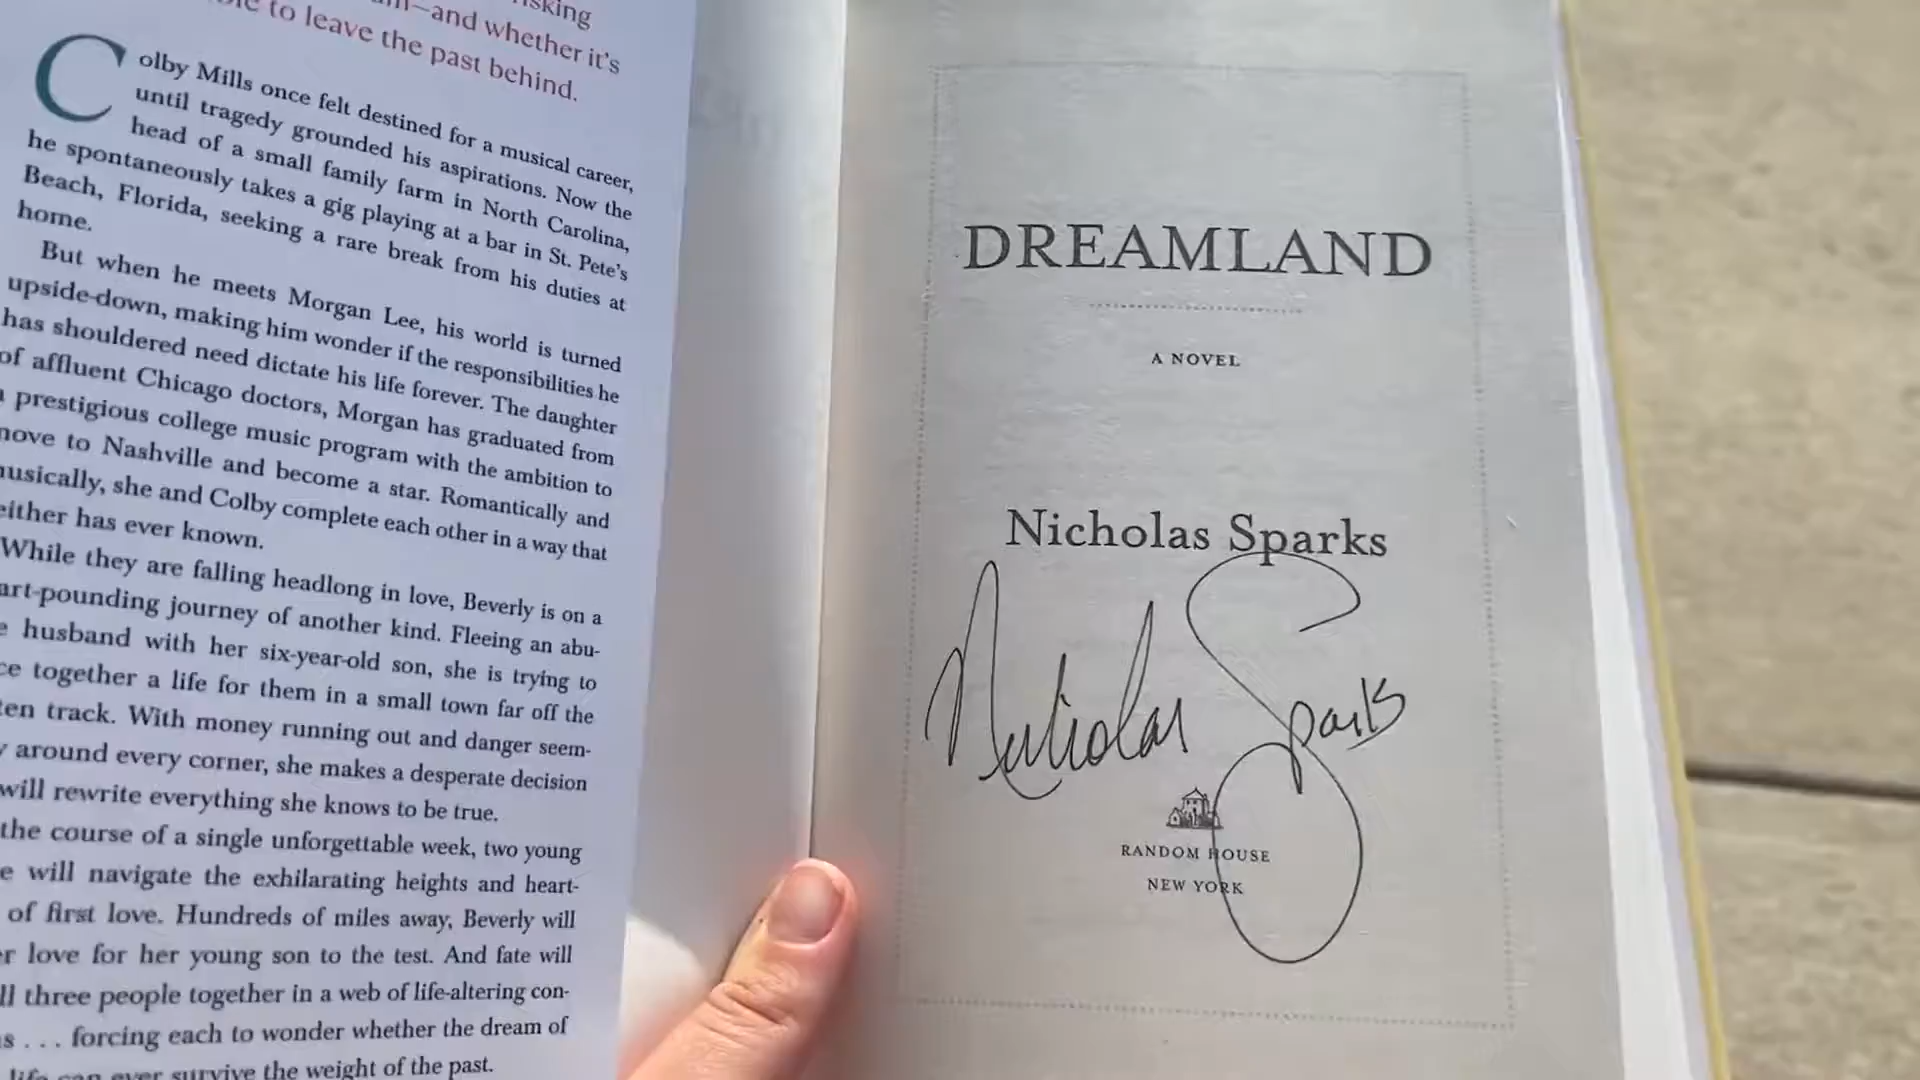 and whether it's
to leave the past behind.
Colby Mills once felt destined for a musical career,
until tragedy grounded his aspirations. Now the
head of a small family farm in North Carolina,
he spontaneously takes a gig playing at a bar in St. Pete's
Beach, Florida, seeking a rare break from his duties at
home.
But when he meets Morgan Lee, his world is turned
upside-down, making him wonder if the responsibilities he
has shouldered need dictate his life forever. The daughter
of affluent Chicago doctors, Morgan has graduated from
prestigious college music program with the ambition to
move to Nashville and become a star. Romantically and
musically, she and Colby complete each other in a way that
either has ever known.
While they are falling headlong in love, Beverly is on a
art-pounding journey of another kind. Fleeing an abu-
husband with her six-year-old son, she is trying to
ce together a life for them in a small town far off the
ten track. With money running out and danger seem-
y around every corner, she makes a desperate decision
will rewrite everything she knows to be true.
the course of a single unforgettable week, two young
e will navigate the exhilarating heights and heart-
of first love. Hundreds of miles away, Beverly will
r love for her young son to the test. And fate will
ll three people together in a web of life-altering con-
s . . . forcing each to wonder whether the dream of
life can ever survive the weight of the past.
DREAMLAND
A NOVEL
Nicholas Sparks
Nicholas Sparks
RANDOM HOUSE
NEW YORK